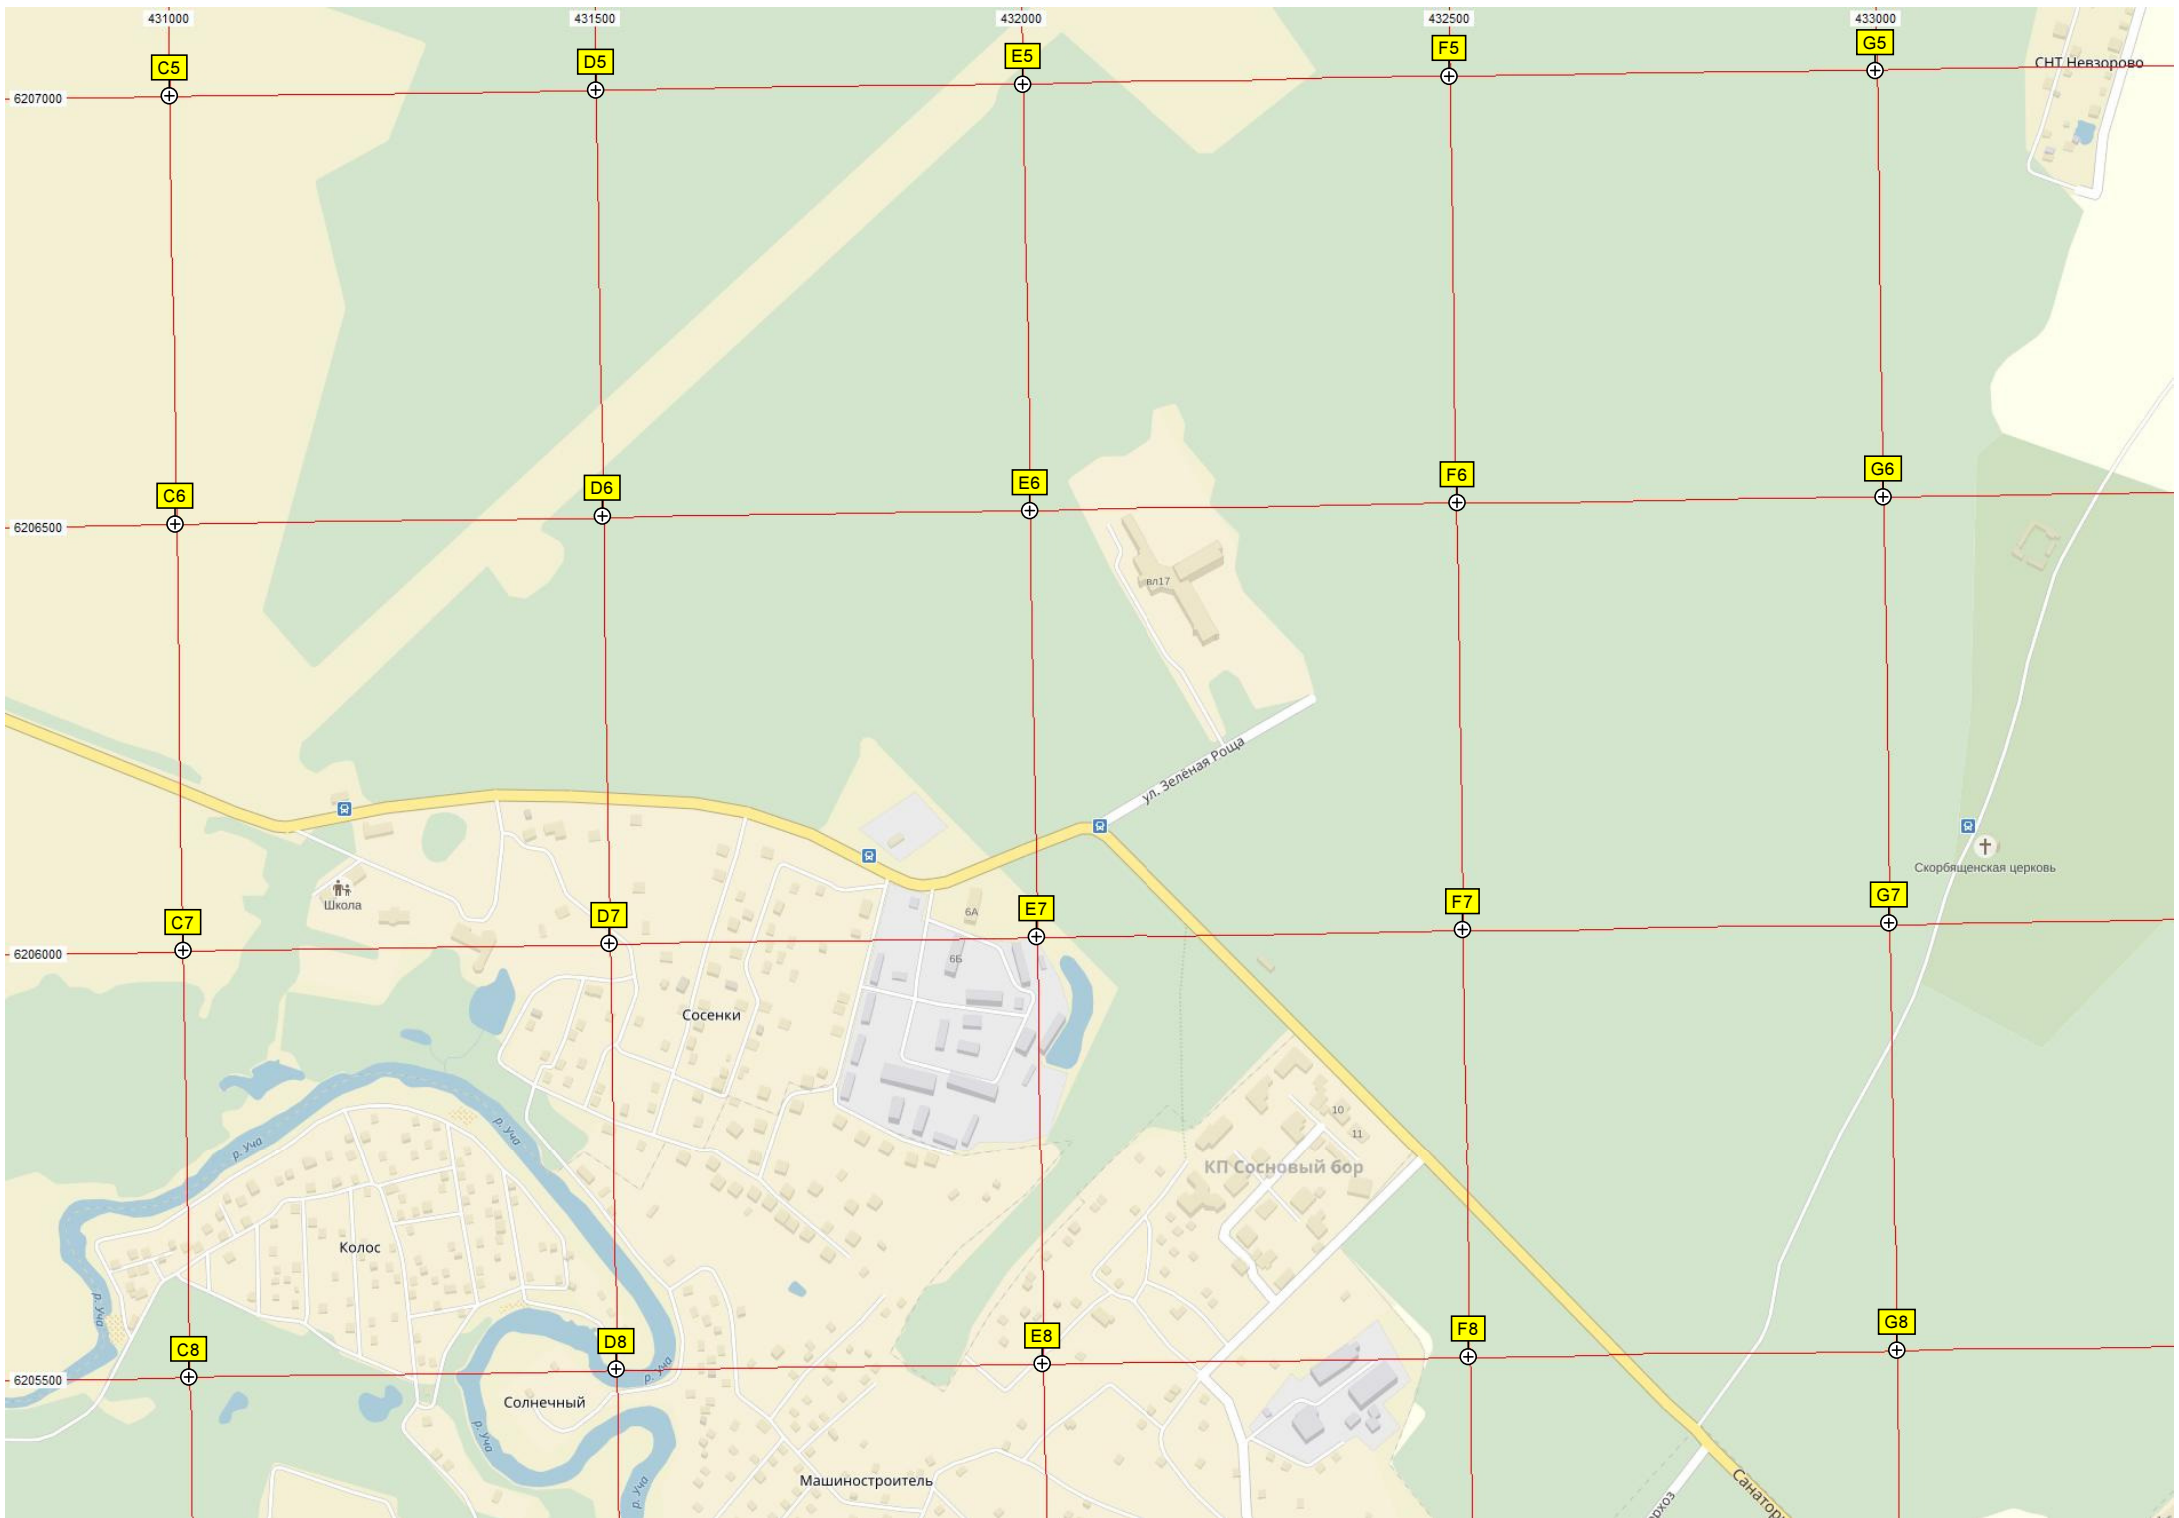 431000 431500 432000 432500 433000
C5 D5 E5 F5 G5
СНТ Невзорово
6207000
C6 D6 E6 F6 G6
6206500
вл17
ул. Зелёная Роща
Скорбященская церковь
Школа
C7 D7 E7 F7 G7
6А
6206000
6Б
Сосенки
10
11
р. Уча
р. Уча
КП Сосновый бор
Колос
р. Уча
C8 D8 E8 F8 G8
6205500
р. Уча
Солнечный
р. Уча
Машиностроитель
р. Уча